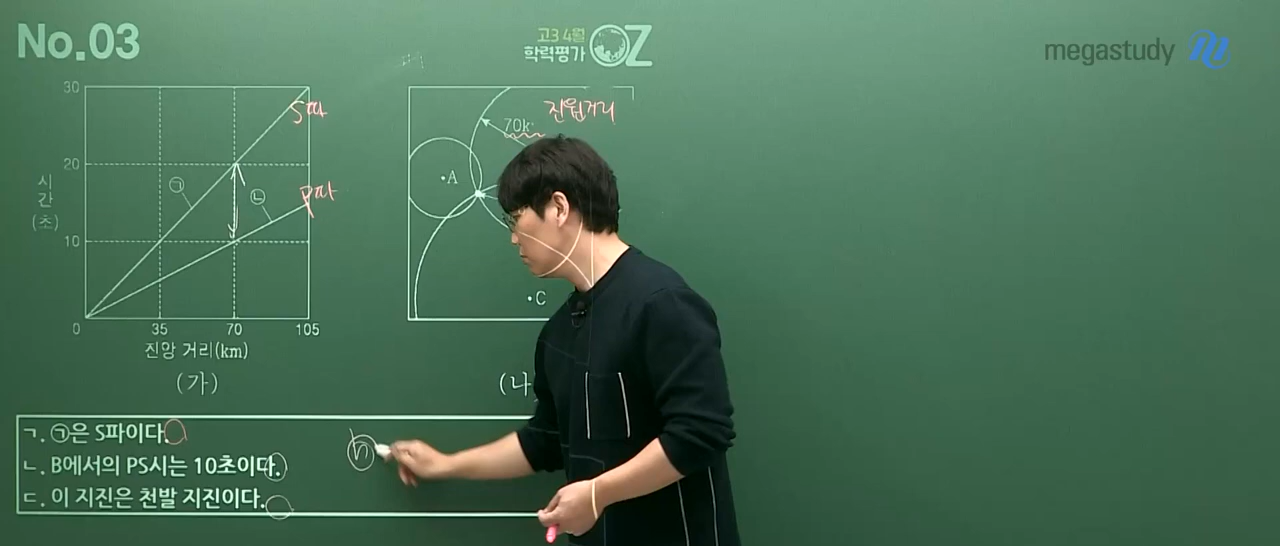 No.03
고3 4월
학력평가 OZ
megastudy
30
20
10
0
35
70
105
시간(초)
진앙 거리(km)
㉠
㉡
S파
P파
(가)
진원거리
70k
A
C
(나
ㄱ. ㉠은 S파이다.
ㄴ. B에서의 PS시는 10초이다.
ㄷ. 이 지진은 천발 지진이다.